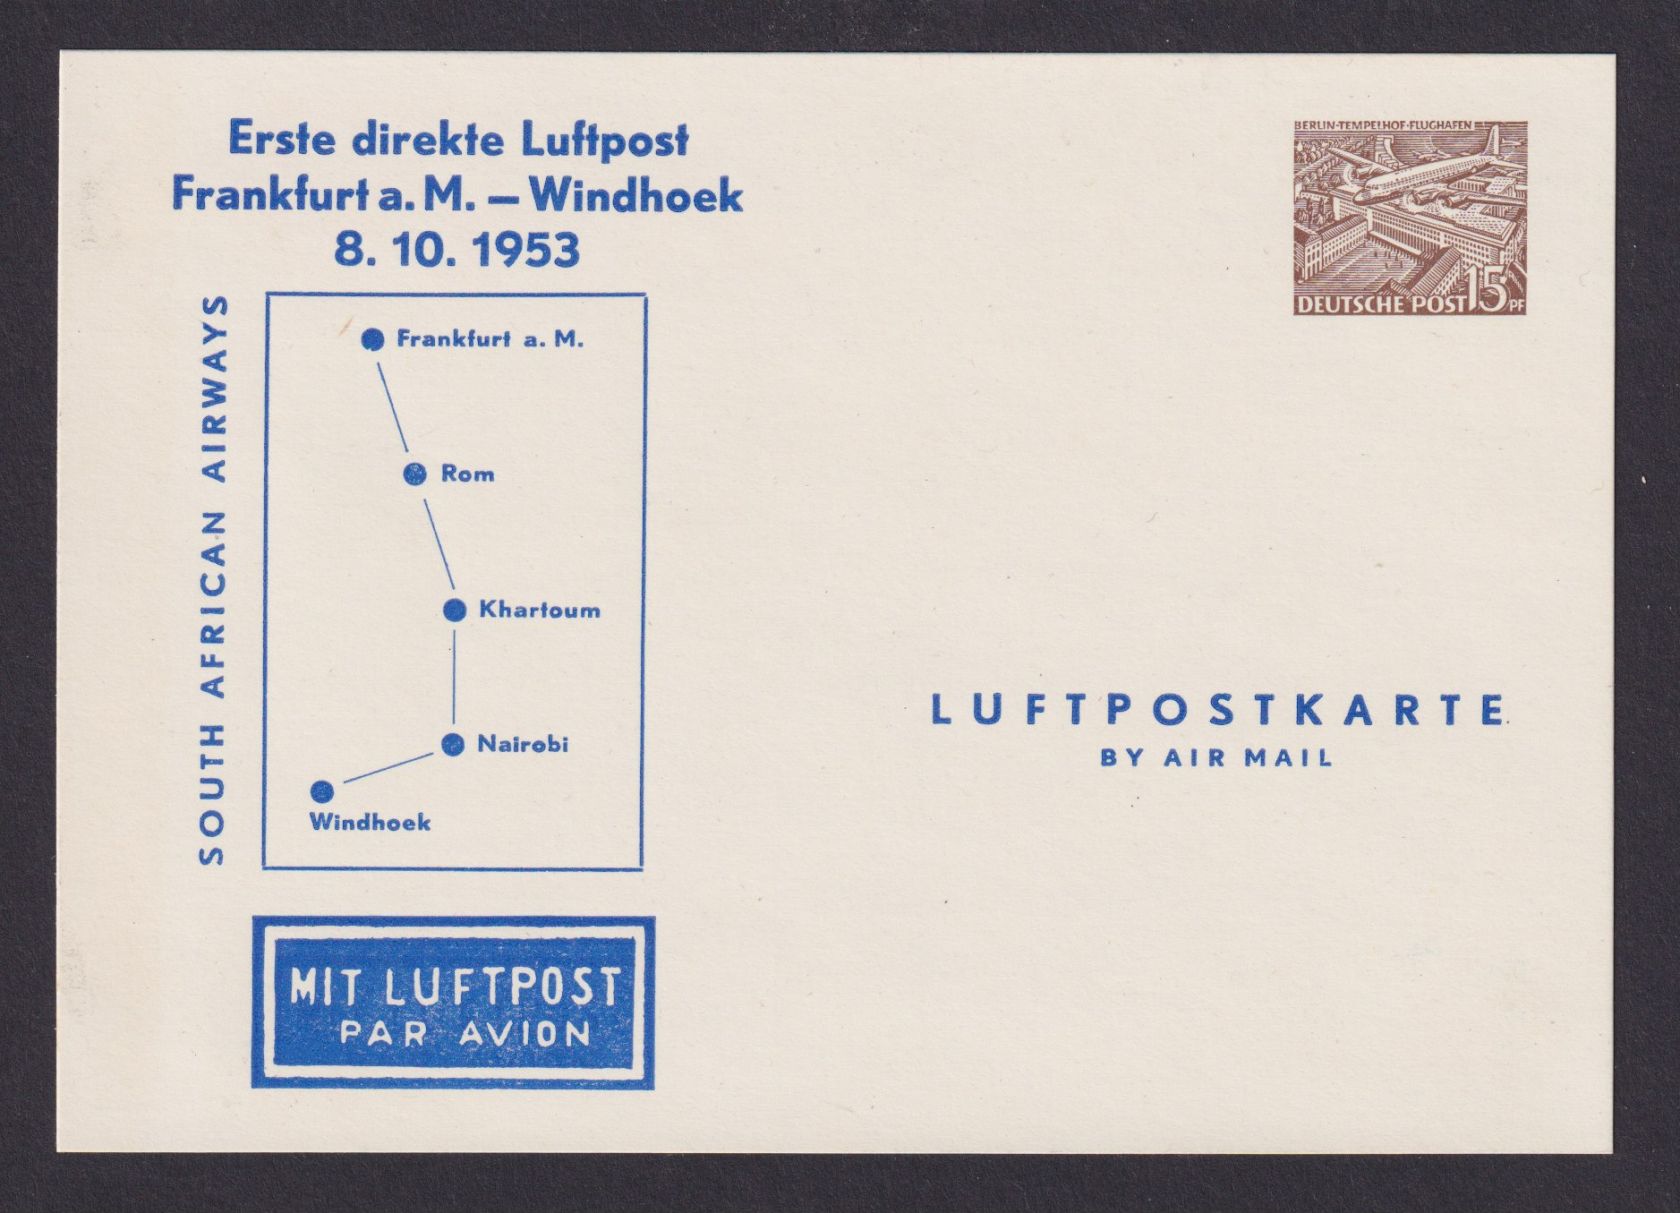 Erste direkte Luftpost
Frankfurt a. M. – Windhoek
8. 10. 1953
BERLIN-TEMPELHOF-FLUGHAFEN
DEUTSCHE POST 15 PF
SOUTH AFRICAN AIRWAYS
Frankfurt a. M.
Rom
Khartoum
Nairobi
Windhoek
LUFTPOSTKARTE
BY AIR MAIL
MIT LUFTPOST
PAR AVION